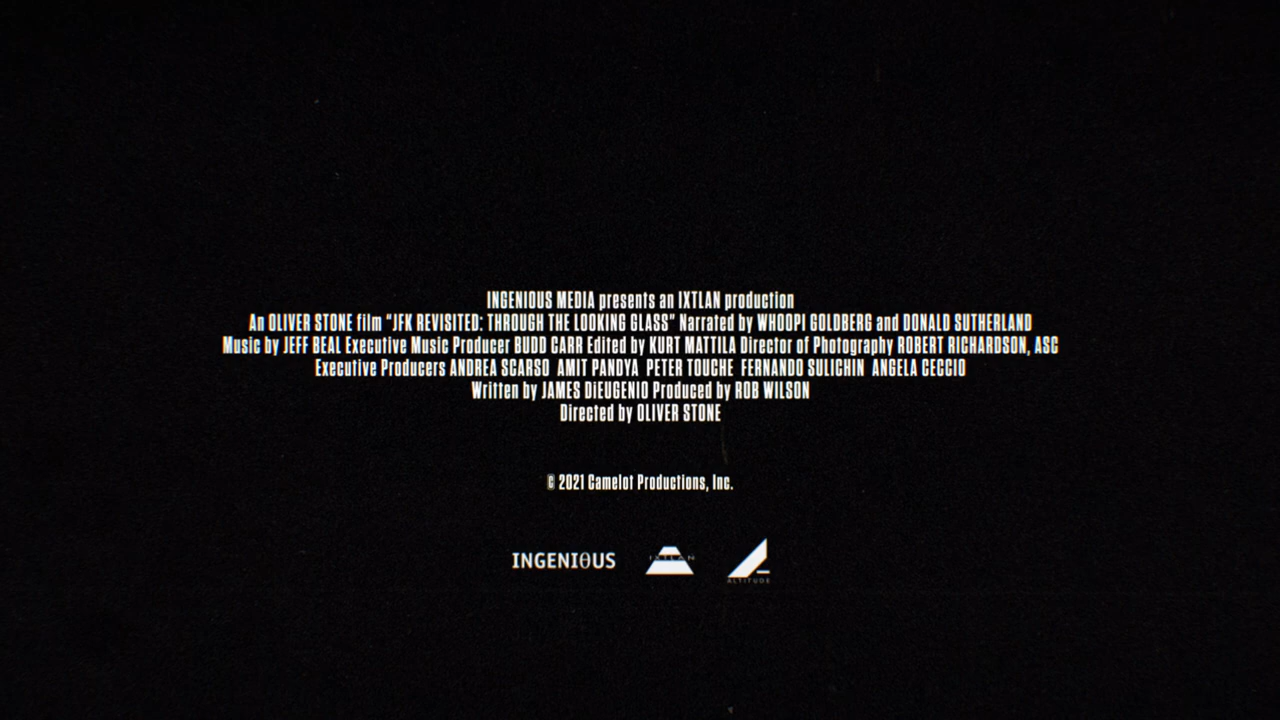 INGENIOUS MEDIA presents an IXTLAN production
An OLIVER STONE film "JFK REVISITED: THROUGH THE LOOKING GLASS" Narrated by WHOOPI GOLDBERG and DONALD SUTHERLAND
Music by JEFF BEAL Executive Music Producer BUDD CARR Edited by KURT MATTILA Director of Photography ROBERT RICHARDSON, ASC
Executive Producers ANDREA SCARSO AMIT PANDYA PETER TOUCHE FERNANDO SULICHIN ANGELA CECCIO
Written by JAMES DiEUGENIO Produced by ROB WILSON
Directed by OLIVER STONE
© 2021 Camelot Productions, Inc.
INGENIθUS IXTLAN
ALTITUDE